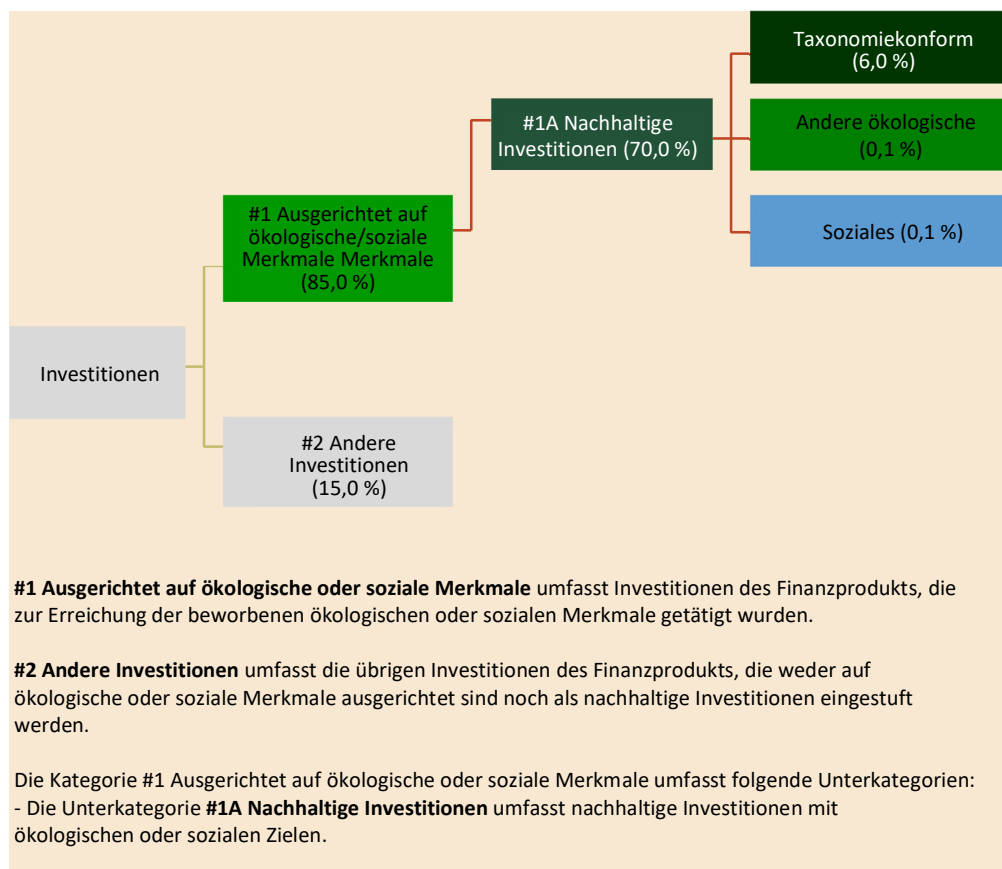 Taxonomiekonform
(6,0 %)
#1A Nachhaltige
Investitionen (70,0 %)
Andere ökologische
(0,1 %)
#1 Ausgerichtet auf
ökologische/soziale
Merkmale Merkmale
(85,0 %)
Soziales (0,1 %)
Investitionen
#2 Andere
Investitionen
(15,0 %)
#1 Ausgerichtet auf ökologische oder soziale Merkmale umfasst Investitionen des Finanzprodukts, die
zur Erreichung der beworbenen ökologischen oder sozialen Merkmale getätigt wurden.
#2 Andere Investitionen umfasst die übrigen Investitionen des Finanzprodukts, die weder auf
ökologische oder soziale Merkmale ausgerichtet sind noch als nachhaltige Investitionen eingestuft
werden.
Die Kategorie #1 Ausgerichtet auf ökologische oder soziale Merkmale umfasst folgende Unterkategorien:
- Die Unterkategorie #1A Nachhaltige Investitionen umfasst nachhaltige Investitionen mit
ökologischen oder sozialen Zielen.